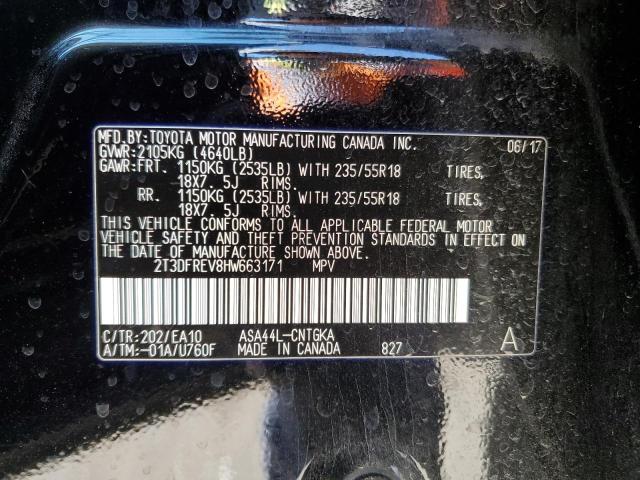 MFD.BY:TOYOTA MOTOR MANUFACTURING CANADA INC. 06/17
GVWR:2105KG (4640LB)
GAWR:FRT. 1150KG (2535LB) WITH 235/55R18 TIRES,
18X7. 5J RIMS.
RR. 1150KG (2535LB) WITH 235/55R18 TIRES,
18X7. 5J RIMS.
THIS VEHICLE CONFORMS TO ALL APPLICABLE FEDERAL MOTOR
VEHICLE SAFETY AND THEFT PREVENTION STANDARDS IN EFFECT ON
THE DATE OF MANUFACTURE SHOWN ABOVE.
2T3DFREV8HW663171 MPV
C/TR:202/EA10 ASA44L-CNTGKA A
A/TM:-01A/U760F MADE IN CANADA 827